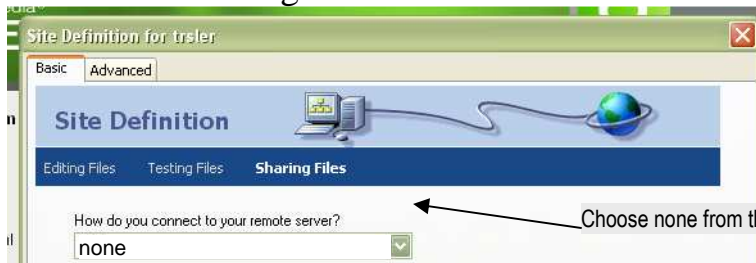 Site Definition for trsler
Basic Advanced
Site Definition
Editing Files Testing Files Sharing Files
How do you connect to your remote server?
Choose none from
none